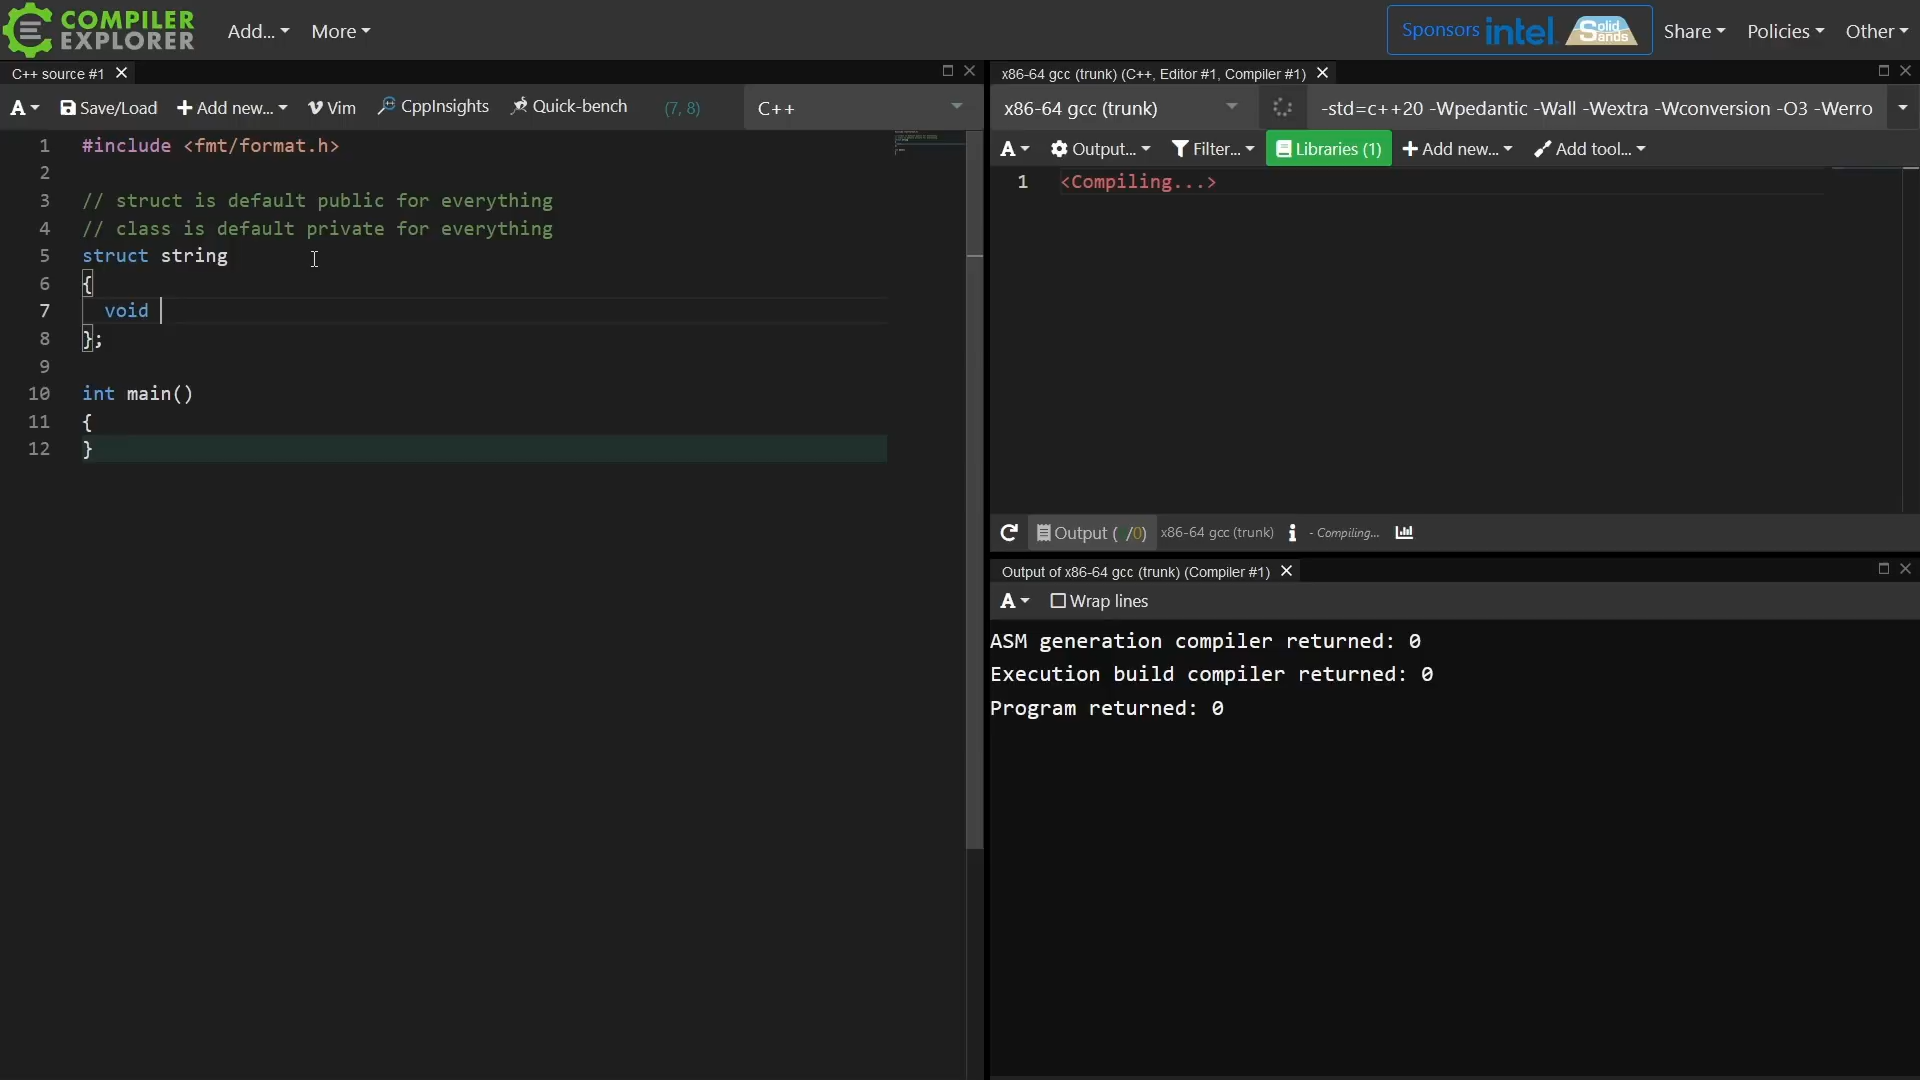 COMPILER EXPLORER
Add...
More
Sponsors intel. Solid Sands
Share
Policies
Other
C++ source #1
A
Save/Load
Add new...
Vim
CppInsights
Quick-bench
(7, 8)
C++
1 #include <fmt/format.h>
2
3 // struct is default public for everything
4 // class is default private for everything
5 struct string
6 {
7 void
8 };
9
10 int main()
11 {
12 }
x86-64 gcc (trunk) (C++, Editor #1, Compiler #1)
x86-64 gcc (trunk)
-std=c++20 -Wpedantic -Wall -Wextra -Wconversion -O3 -Werro
A
Output...
Filter...
Libraries (1)
Add new...
Add tool...
1 <Compiling...>
Output ( /0)
x86-64 gcc (trunk)
- Compiling...
Output of x86-64 gcc (trunk) (Compiler #1)
A
Wrap lines
ASM generation compiler returned: 0
Execution build compiler returned: 0
Program returned: 0